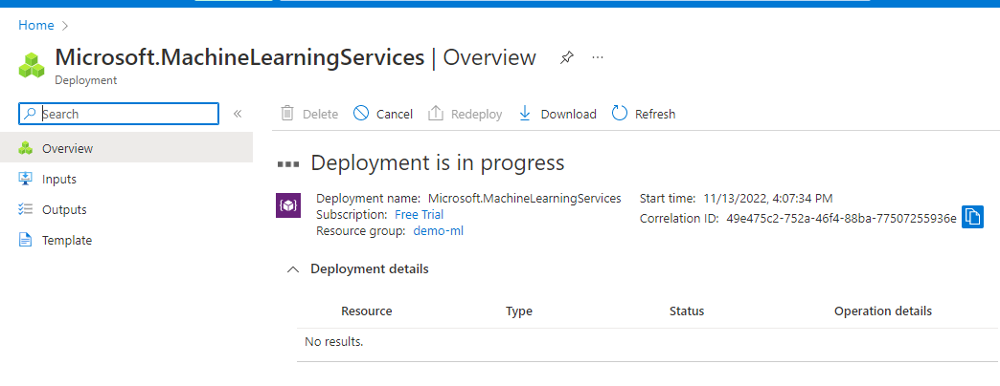 Home
Microsoft.MachineLearningServices | Overview
Deployment
Search
Delete Cancel Redeploy Download Refresh
Overview
Inputs
Outputs
Template
Deployment is in progress
Deployment name: Microsoft.MachineLearningServices Start time: 11/13/2022, 4:07:34 PM
Subscription: Free Trial Correlation ID: 49e475c2-752a-46f4-88ba-77507255936e
Resource group: demo-ml
Deployment details
Resource Type Status Operation details
No results.